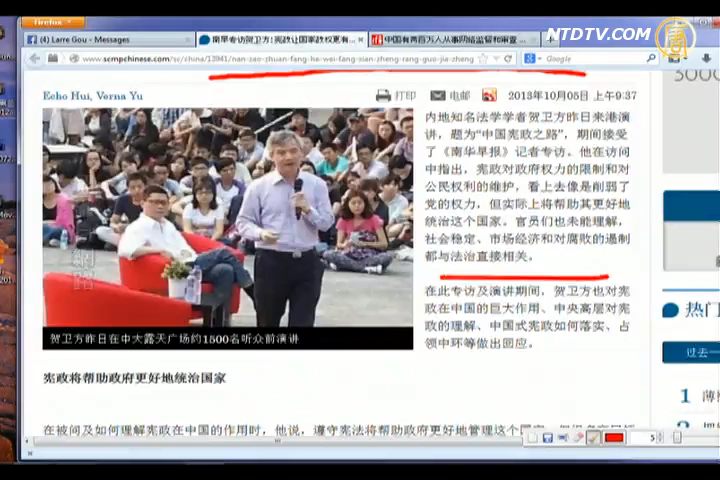 Firefox
NTDTV.COM
(4) Larre Gou - Messages
南早专访贺卫方:宪政让国家政权更有...
中国有两百万人从事网络监督和审查 ...
www.scmpchinese.com/sc/china/13941/nan-zao-zhuan-fang-he-wei-fang-xian-zheng-rang-guo-jia-zheng
Google
3000
Echo Hui, Verna Yu
打印
电邮
2013年10月05日 上午9:37
内地知名法学学者贺卫方昨日来港演
讲，题为“中国宪政之路”，期间接受
了《南华早报》记者专访。他在访问
中指出，宪政对政府权力的限制和对
公民权利的维护，看上去像是削弱了
党的权力，但实际上将帮助其更好地
统治这个国家。官员们也未能理解，
社会稳定、市场经济和对腐败的遏制
都与法治直接相关。
在此专访及演讲期间，贺卫方也对宪
政在中国的巨大作用、中央高层对宪
政的理解、中国式宪政如何落实、占
领中环等做出回应。
网路
贺卫方昨日在中大露天广场约1500名听众前演讲
热门
过去一
1
宪政将帮助政府更好地统治国家
在被问及如何理解宪政在中国的作用时，他说，遵守宪法将帮助政府更好地管理这个
5